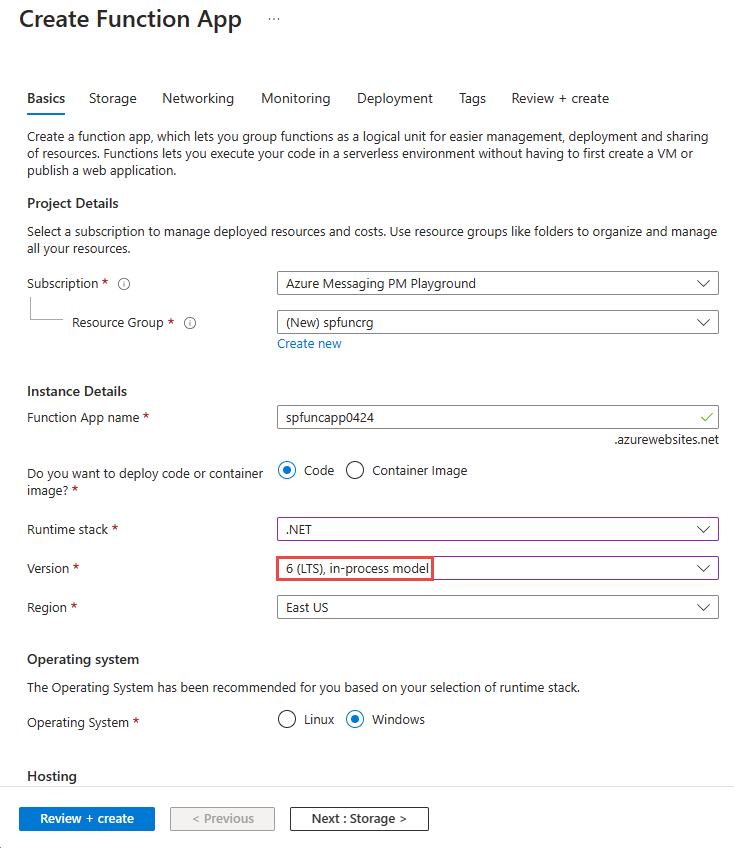 Create Function App ...
Basics Storage Networking Monitoring Deployment Tags Review + create
Create a function app, which lets you group functions as a logical unit for easier management, deployment and sharing
of resources. Functions lets you execute your code in a serverless environment without having to first create a VM or
publish a web application.
Project Details
Select a subscription to manage deployed resources and costs. Use resource groups like folders to organize and manage
all your resources.
Subscription * Azure Messaging PM Playground
Resource Group * (New) spfuncrg
Create new
Instance Details
Function App name * spfuncapp0424
.azurewebsites.net
Do you want to deploy code or container
image? * Code Container Image
Runtime stack * .NET
Version * 6 (LTS), in-process model
Region * East US
Operating system
The Operating System has been recommended for you based on your selection of runtime stack.
Operating System * Linux Windows
Hosting
Review + create < Previous Next : Storage >